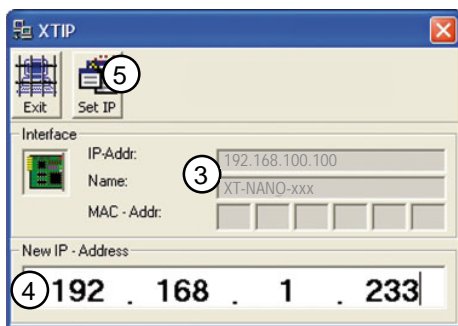 XTIP
5
Exit Set IP
Interface
IP-Addr: 192.168.100.100
3
Name: XT-NANO-xxx
MAC - Addr:
New IP - Address
4 192 . 168 . 1 . 233